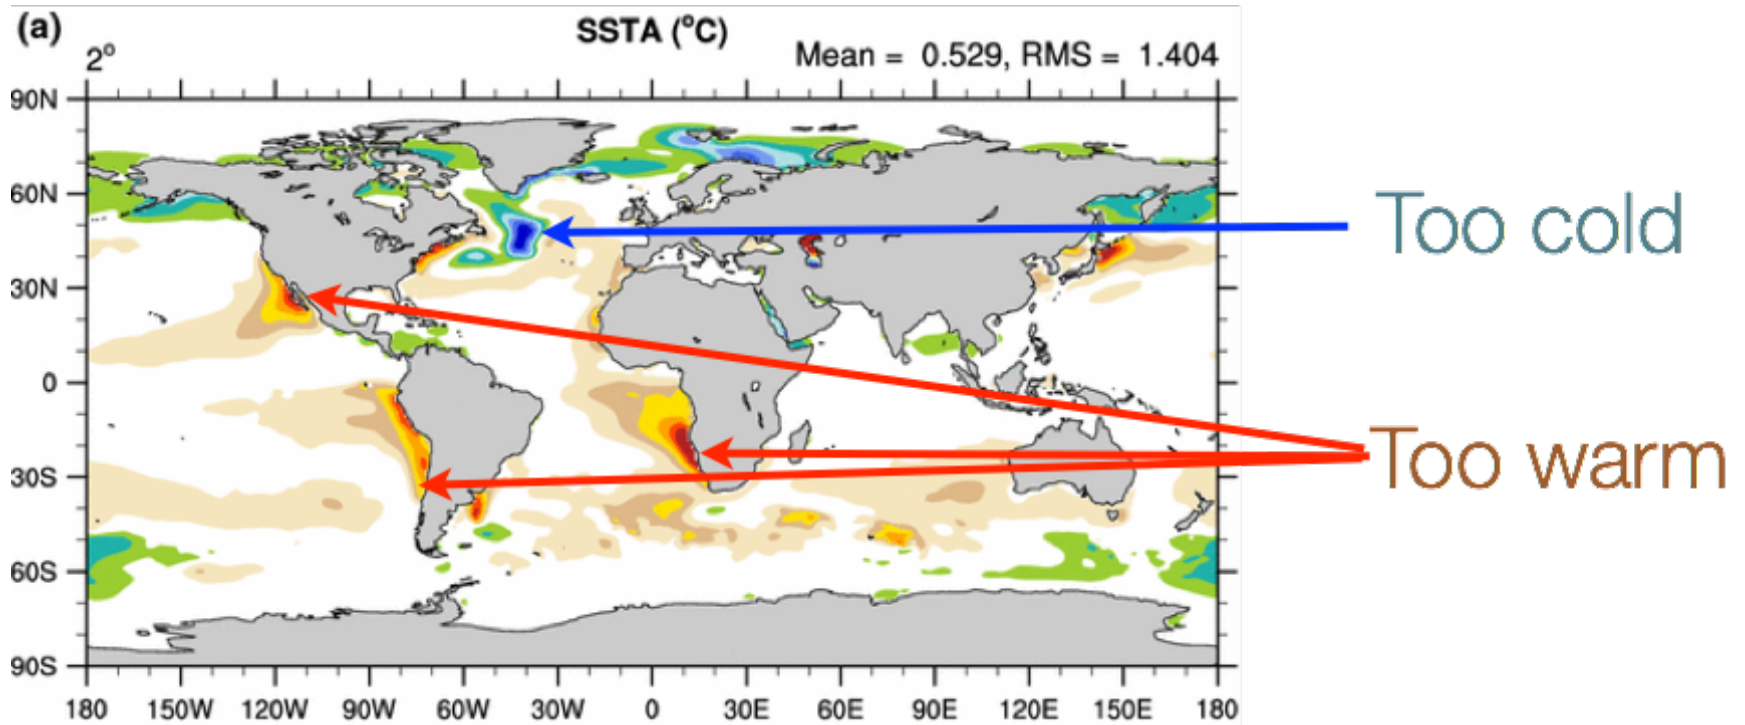 (a)
SSTA (°C)
2°
Mean = 0.529, RMS = 1.404
90N
60N
30N
0
30S
60S
90S
180 150W 120W 90W 60W 30W 0 30E 60E 90E 120E 150E 180
Too cold
Too warm